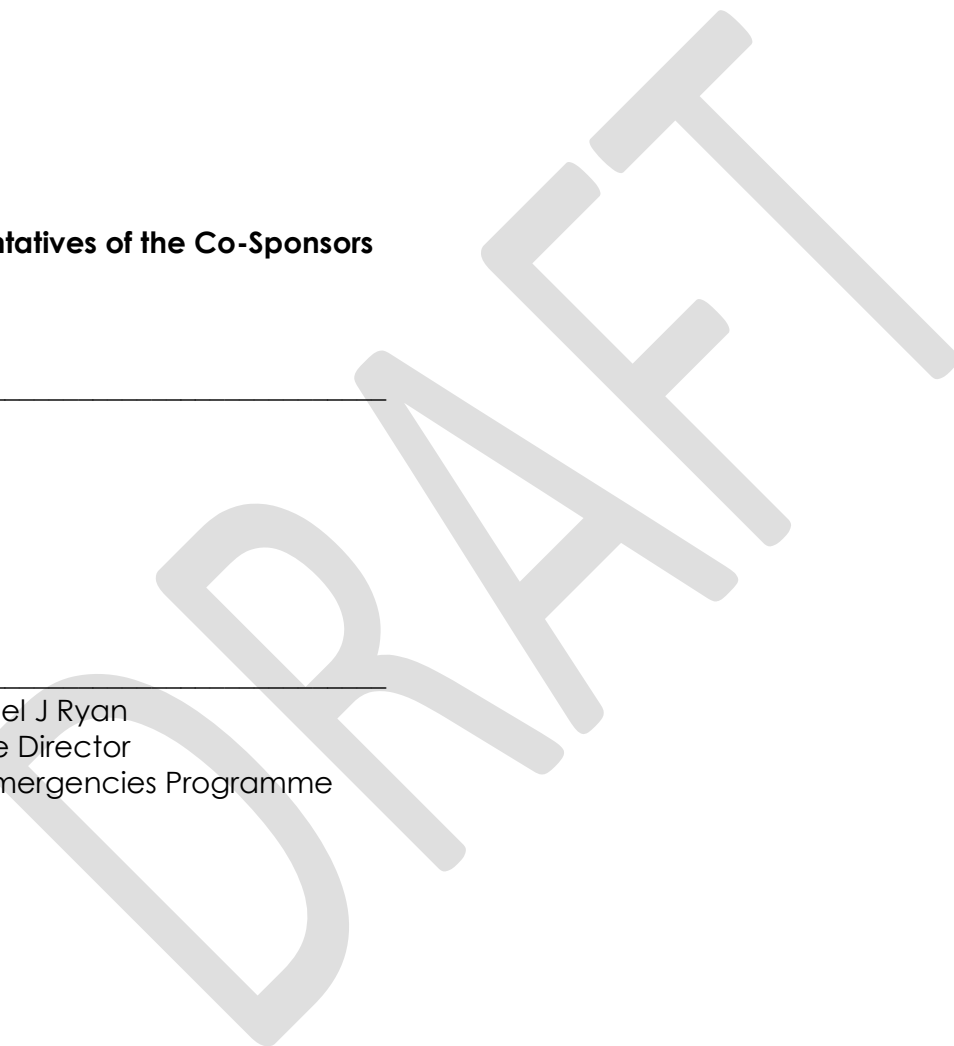 ntatives of the Co-Sponsors
el J Ryan
e Director
mergencies Programme
DRAFT